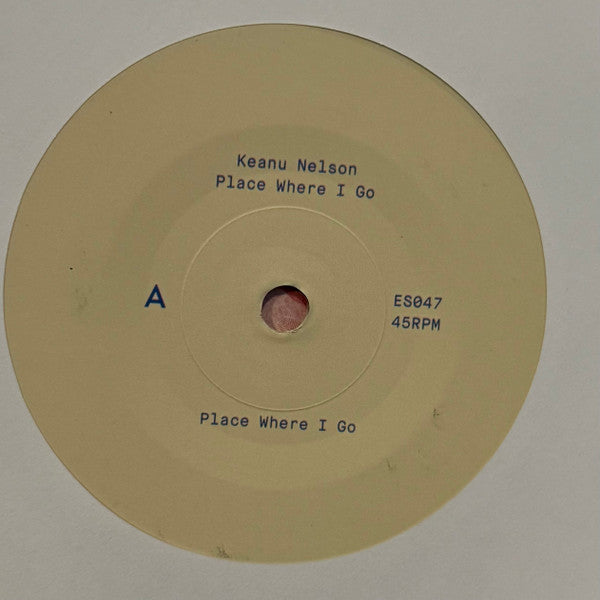 Keanu Nelson
Place Where I Go
A
ES047
45RPM
Place Where I Go